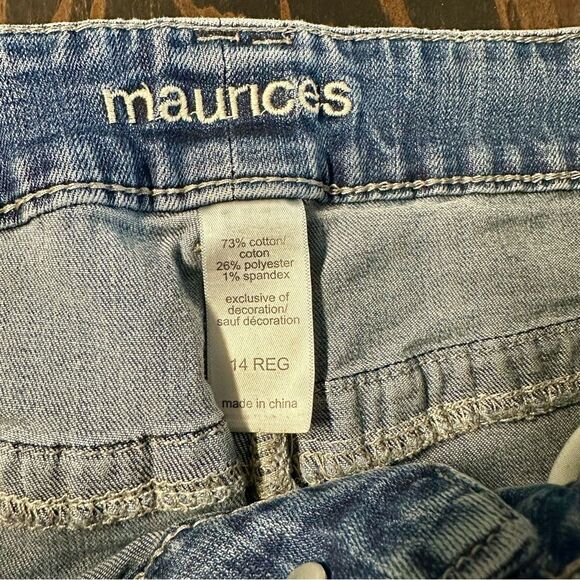 maurices
73% cotton/
coton
26% polyester
1% spandex
exclusive of
decoration/
sauf décoration
14 REG
made in china